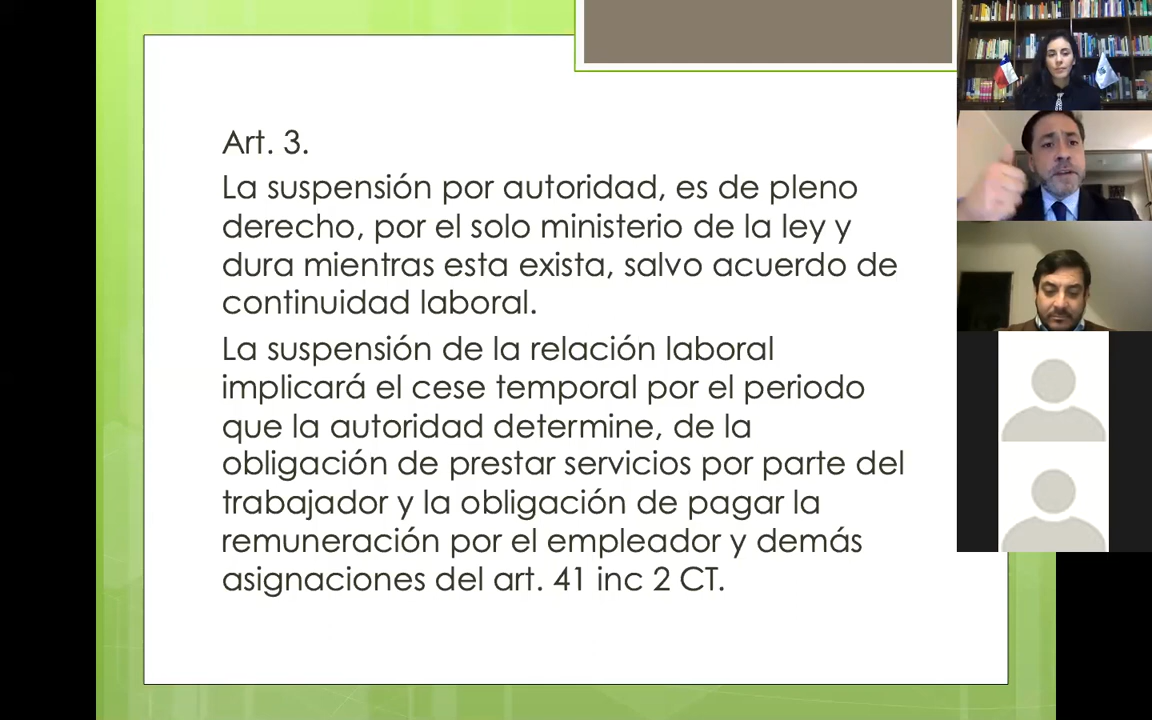 Art. 3.
La suspensión por autoridad, es de pleno
derecho, por el solo ministerio de la ley y
dura mientras esta exista, salvo acuerdo de
continuidad laboral.
La suspensión de la relación laboral
implicará el cese temporal por el periodo
que la autoridad determine, de la
obligación de prestar servicios por parte del
trabajador y la obligación de pagar la
remuneración por el empleador y demás
asignaciones del art. 41 inc 2 CT.